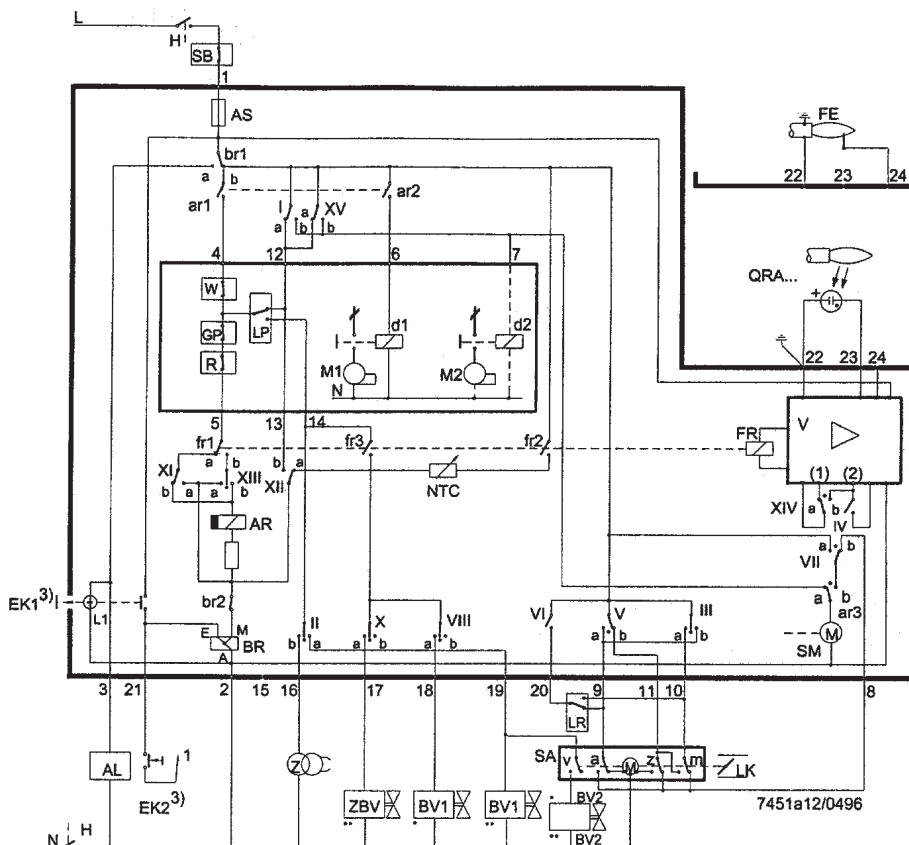 L
H
SB
1
AS
FE
22 23 24
br1
a b
ar1
ar2
I XV
a a
b b
4 12 6 7
QRA...
+
W
LP
GP
R
d1 d2
M1 M2
N
22 23 24
V
FR
5 13 14
fr1 fr3 fr2
a b
b a
XI XIII XII
b a a b
NTC
(1) (2)
XIV a b
IV
AR
a b
VII
EK1 3)
L1
br2
a b
ar3
E M
BR
A
II X VIII
b a a b a b
VI V III
a b a b
M
SM
3 21 2 15 16 17 18 19 20 9 11 10 8
LR
AL
1
EK2 3)
Z
SA
v a M z m
LK
7451a12/0496
ZBV BV1 BV1 BV2
BV2
N H